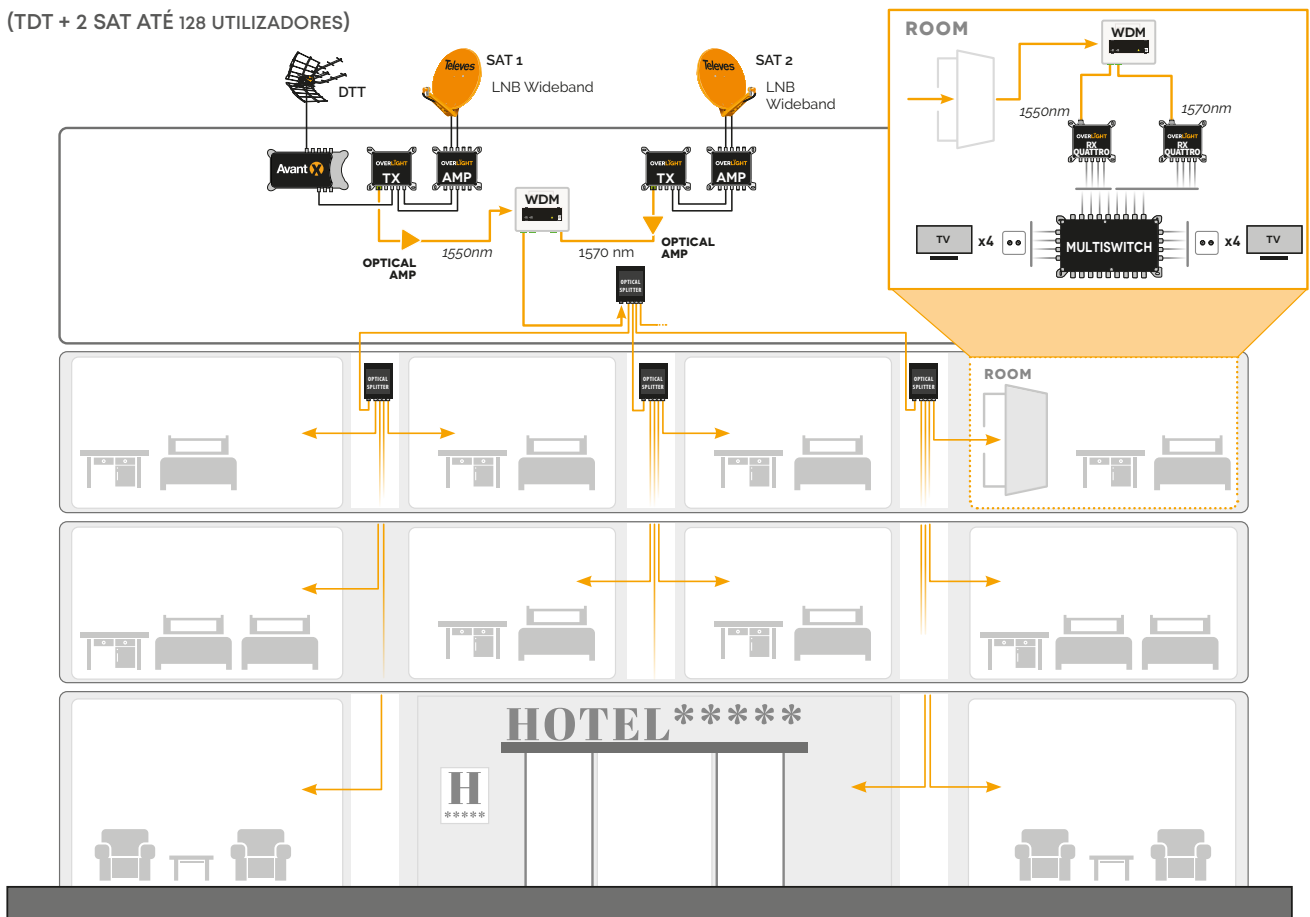 (TDT + 2 SAT ATÉ 128 UTILIZADORES)
DTT
Televes
SAT 1
LNB Wideband
Televes
SAT 2
LNB
Wideband
Avant X
OVERLIGHT
TX
OVERLIGHT
AMP
WDM
OVERLIGHT
TX
OVERLIGHT
AMP
OPTICAL
AMP
1550nm
1570 nm
OPTICAL
AMP
OPTICAL
SPLITTER
ROOM
WDM
1550nm
1570nm
OVERLIGHT
RX
QUATTRO
OVERLIGHT
RX
QUATTRO
TV
x4
MULTISWITCH
x4
TV
OPTICAL
SPLITTER
OPTICAL
SPLITTER
OPTICAL
SPLITTER
ROOM
HOTEL*****
H
*****